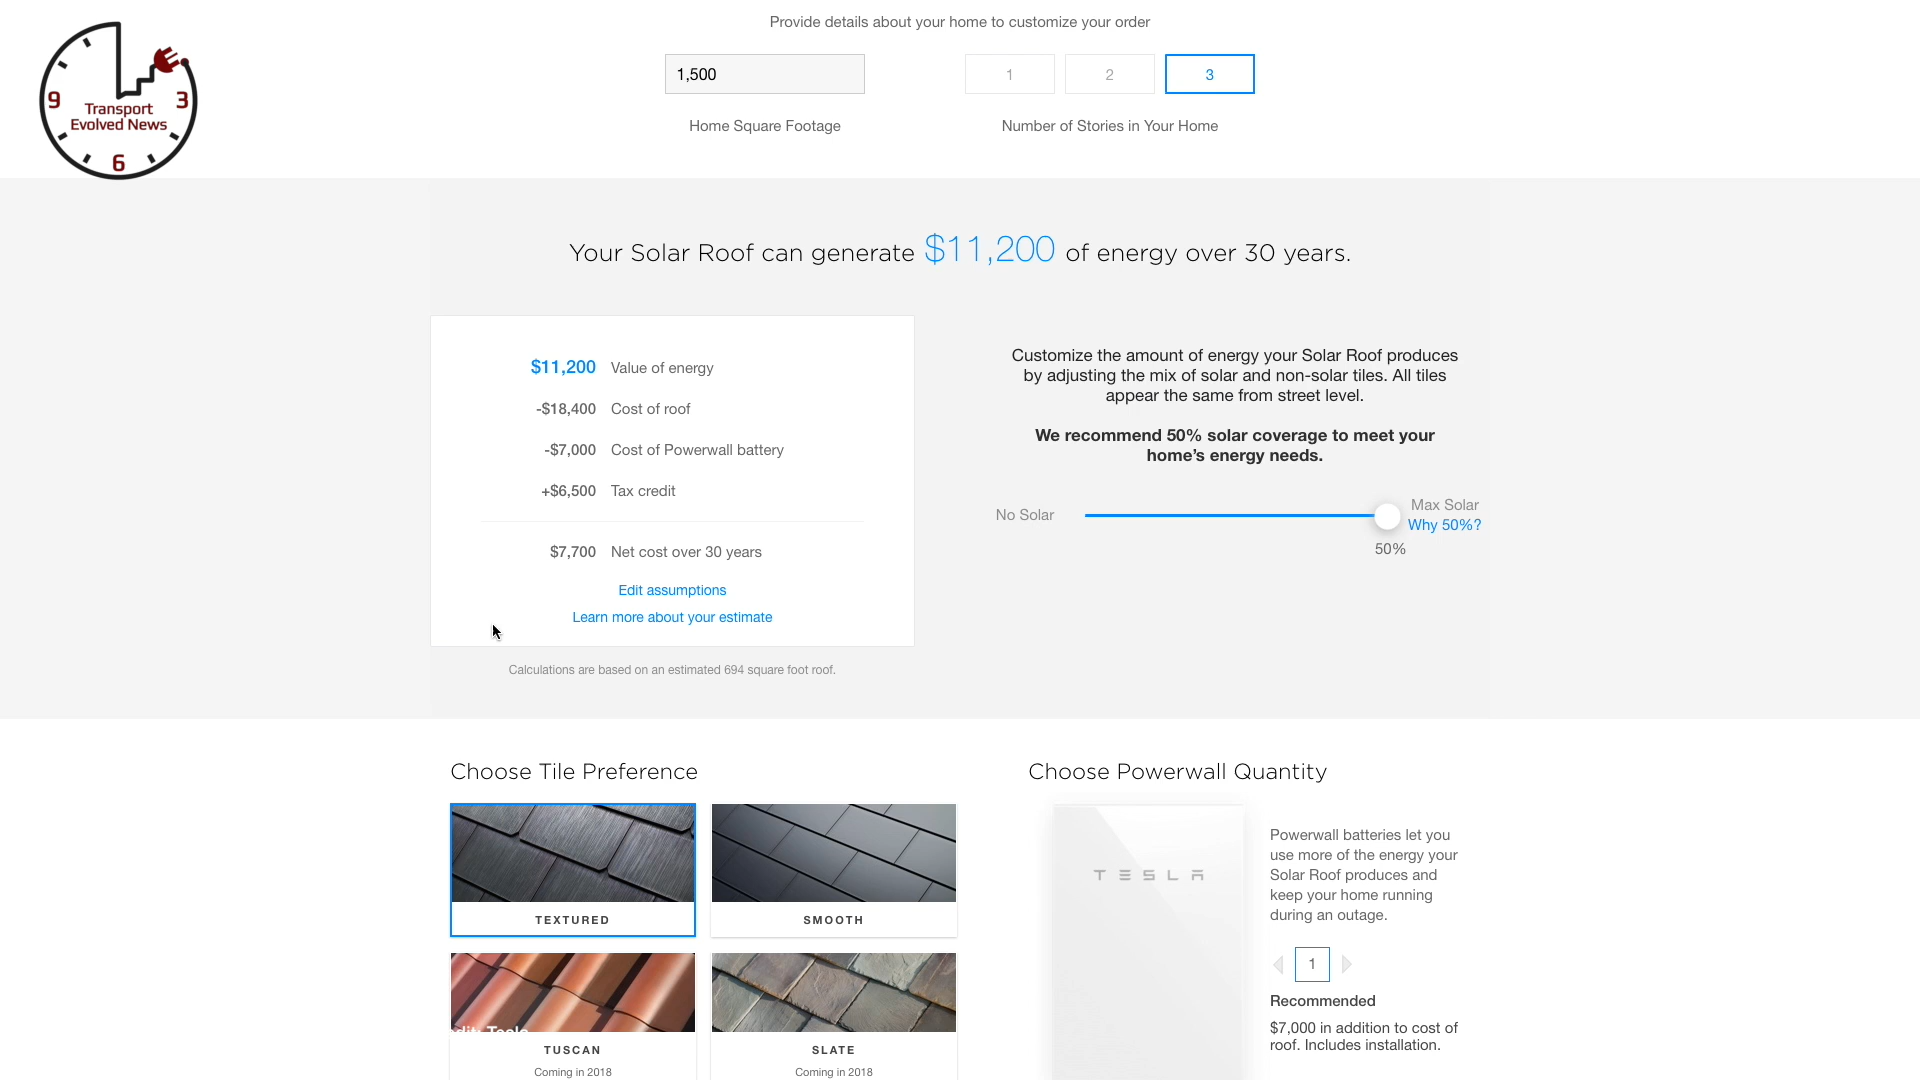 Provide details about your home to customize your order
1,500
1
2
3
Home Square Footage
Number of Stories in Your Home
9
3
Transport
Evolved News
6
Your Solar Roof can generate $11,200 of energy over 30 years.
$11,200 Value of energy
-$18,400 Cost of roof
-$7,000 Cost of Powerwall battery
+$6,500 Tax credit
$7,700 Net cost over 30 years
Edit assumptions
Learn more about your estimate
Calculations are based on an estimated 694 square foot roof.
Customize the amount of energy your Solar Roof produces
by adjusting the mix of solar and non-solar tiles. All tiles
appear the same from street level.
We recommend 50% solar coverage to meet your
home's energy needs.
No Solar
Max Solar
Why 50%?
50%
Choose Tile Preference
TEXTURED
SMOOTH
TUSCAN
Coming in 2018
SLATE
Coming in 2018
Choose Powerwall Quantity
TESLA
Powerwall batteries let you
use more of the energy your
Solar Roof produces and
keep your home running
during an outage.
1
Recommended
$7,000 in addition to cost of
roof. Includes installation.